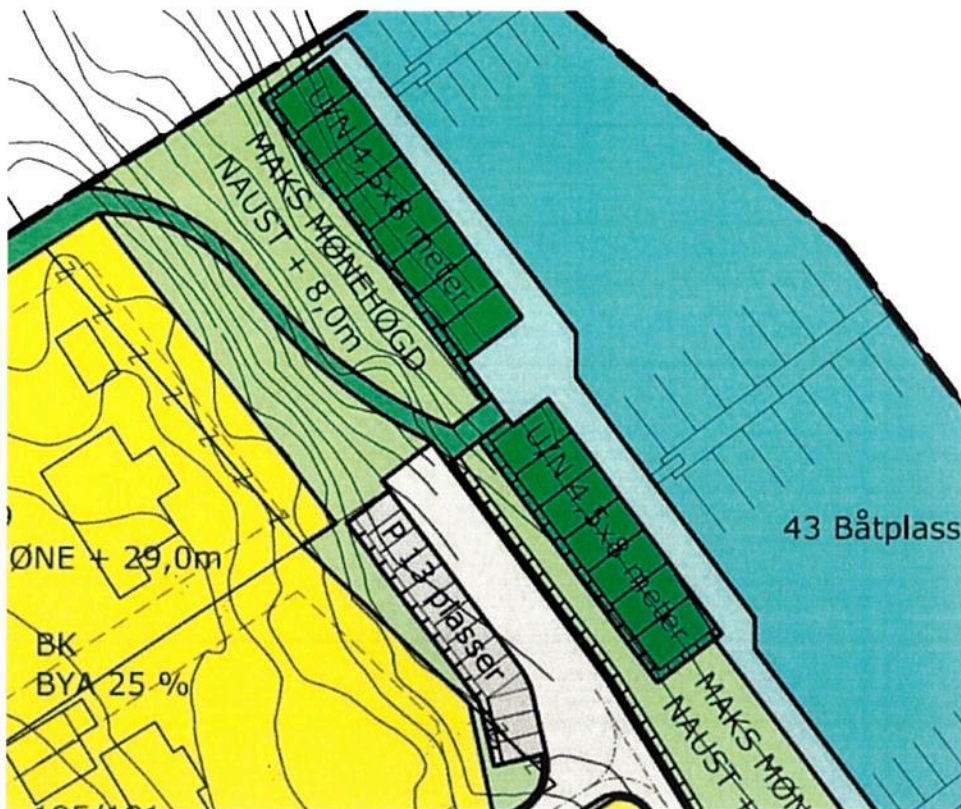 U/N 4,5x8 meter
MAKS MØNEHØGD
NAUST + 8,0m
U/N 4,5x8 meter
43 Båtplass
ØNE + 29,0m
P 13 plasser
BK
BYA 25 %
MAKS MØN
NAUST +